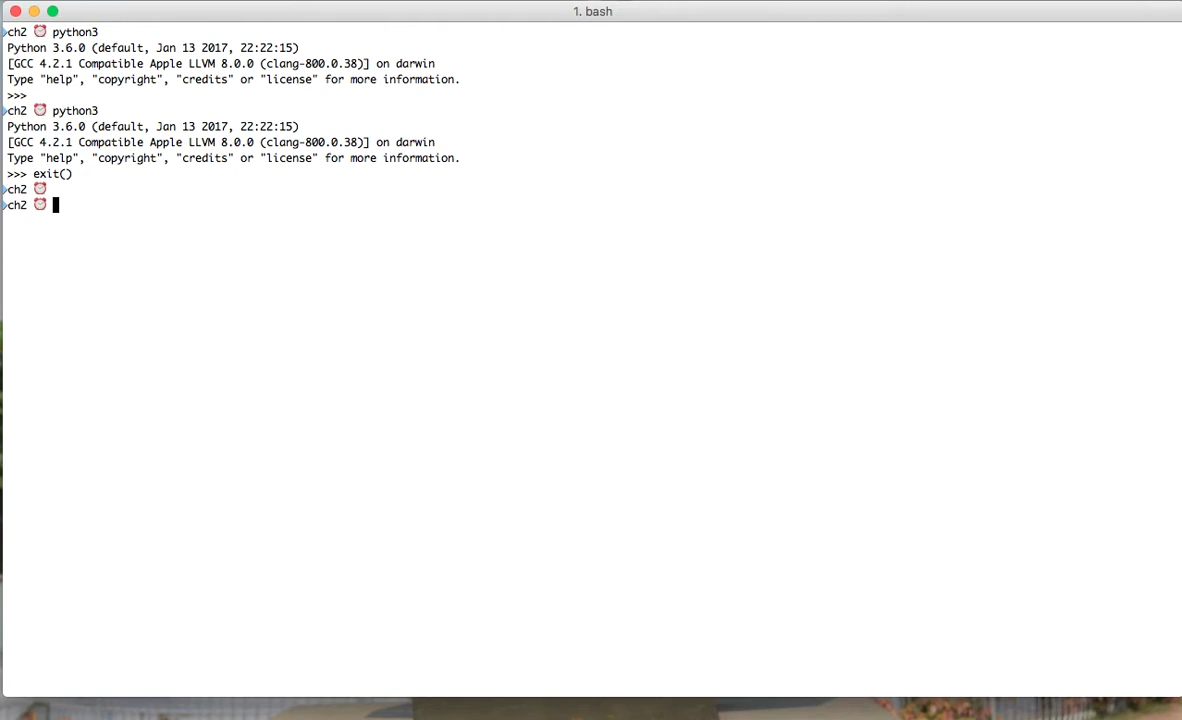 1. bash
ch2 ⏰ python3
Python 3.6.0 (default, Jan 13 2017, 22:22:15)
[GCC 4.2.1 Compatible Apple LLVM 8.0.0 (clang-800.0.38)] on darwin
Type "help", "copyright", "credits" or "license" for more information.
>>>
ch2 ⏰ python3
Python 3.6.0 (default, Jan 13 2017, 22:22:15)
[GCC 4.2.1 Compatible Apple LLVM 8.0.0 (clang-800.0.38)] on darwin
Type "help", "copyright", "credits" or "license" for more information.
>>> exit()
ch2 ⏰
ch2 ⏰